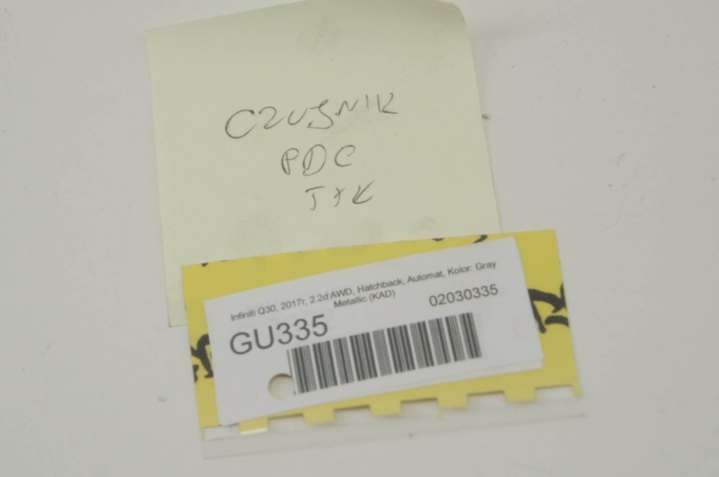 CZUJNIK
PDC
TYŁ
Infiniti Q30, 2017r, 2.2d AWD, Hatchback, Automat, Kolor: Gray
Metallic (KAD)
02030335
GU335